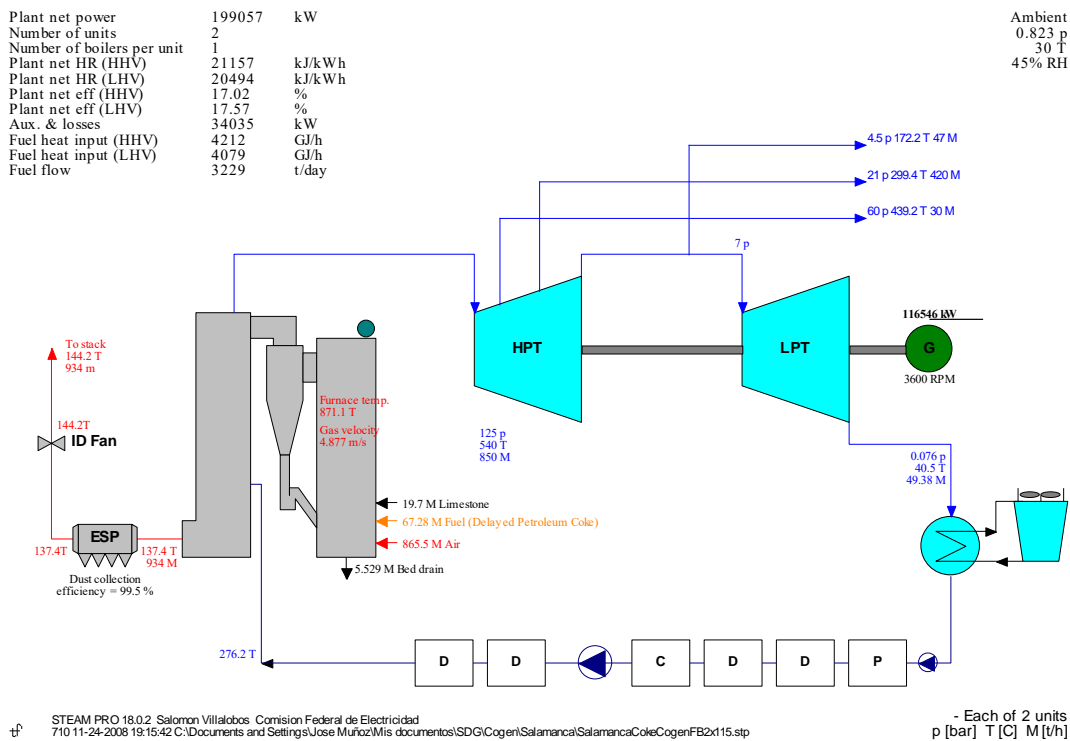 Plant net power 199057 kW
Number of units 2
Number of boilers per unit 1
Plant net HR (HHV) 21157 kJ/kWh
Plant net HR (LHV) 20494 kJ/kWh
Plant net eff (HHV) 17.02 %
Plant net eff (LHV) 17.57 %
Aux. & losses 34035 kW
Fuel heat input (HHV) 4212 GJ/h
Fuel heat input (LHV) 4079 GJ/h
Fuel flow 3229 t/day
Ambient
0.823 p
30 T
45% RH
4.5 p 172.2 T 47 M
21 p 299.4 T 420 M
60 p 439.2 T 30 M
7 p
116546 kW
G
3600 RPM
HPT
LPT
To stack
144.2 T
934 m
144.2T
ID Fan
Furnace temp.
871.1 T
Gas velocity
4.877 m/s
125 p
540 T
850 M
0.076 p
40.5 T
49.38 M
19.7 M Limestone
67.28 M Fuel (Delayed Petroleum Coke)
865.5 M Air
5.529 M Bed drain
ESP
137.4T
137.4 T
934 M
Dust collection
efficiency = 99.5 %
276.2 T
D
D
C
D
D
P
STEAM PRO 18.0.2 Salomon Villalobos Comision Federal de Electricidad
710 11-24-2008 19:15:42 C:\Documents and Settings\Jose Muñoz\Mis documentos\SDG\Cogen\Salamanca\SalamancaCokeCogenFB2x115.stp
- Each of 2 units
p [bar] T [C] M [t/h]